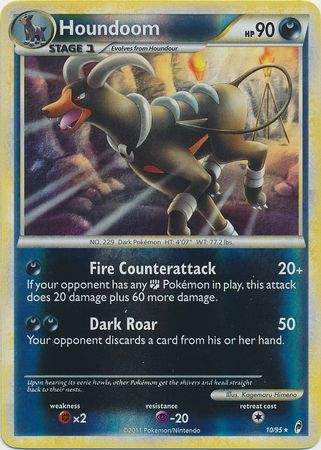 Houndoom
HP 90
STAGE 1
Evolves from Houndour
NO. 229 Dark Pokémon HT: 4'07" WT: 77.2 lbs.
Fire Counterattack 20+
If your opponent has any Pokémon in play, this attack
does 20 damage plus 60 more damage.
Dark Roar 50
Your opponent discards a card from his or her hand.
Upon hearing its eerie howls, other Pokémon get the shivers and head straight
back to their nests.
Illus. Kagemaru Himeno
weakness resistance retreat cost
×2 -20
©2011 Pokémon/Nintendo
10/95 ★